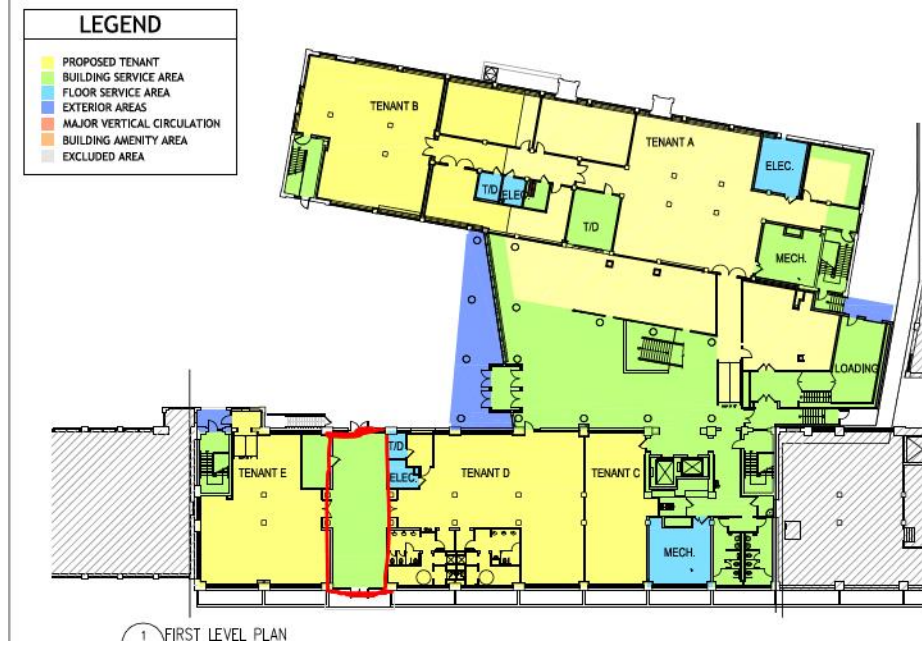 LEGEND
PROPOSED TENANT
BUILDING SERVICE AREA
FLOOR SERVICE AREA
EXTERIOR AREAS
MAJOR VERTICAL CIRCULATION
BUILDING AMENITY AREA
EXCLUDED AREA
TENANT B
TENANT A
ELEC.
T/D
ELEC.
T/D
MECH.
LOADING
TENANT E
T/D
ELEC.
TENANT D
TENANT C
MECH.
1 FIRST LEVEL PLAN